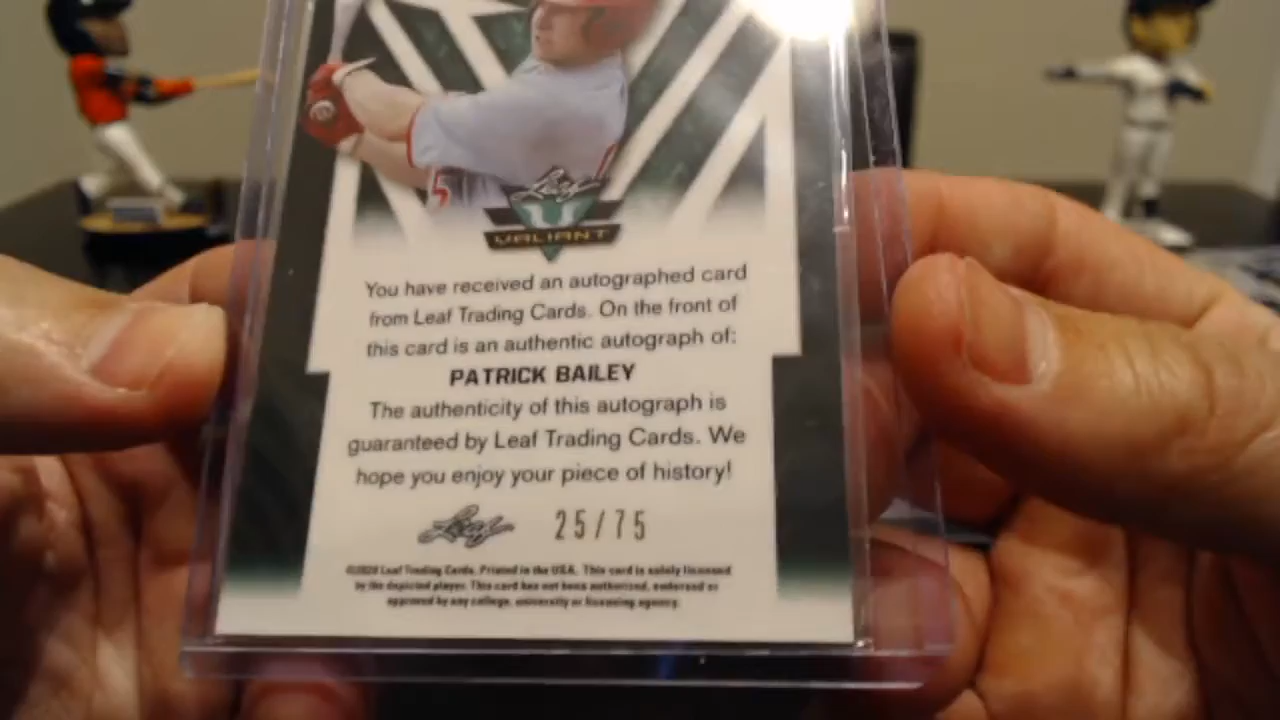 Leaf
VALIANT
You have received an autographed card
from Leaf Trading Cards. On the front of
this card is an authentic autograph of:
PATRICK BAILEY
The authenticity of this autograph is
guaranteed by Leaf Trading Cards. We
hope you enjoy your piece of history!
Leaf 25/75
©2020 Leaf Trading Cards. Printed in the USA. This card is solely licensed
by the depicted player. This card has not been authorized, endorsed or
approved by any college, university or licensing agency.